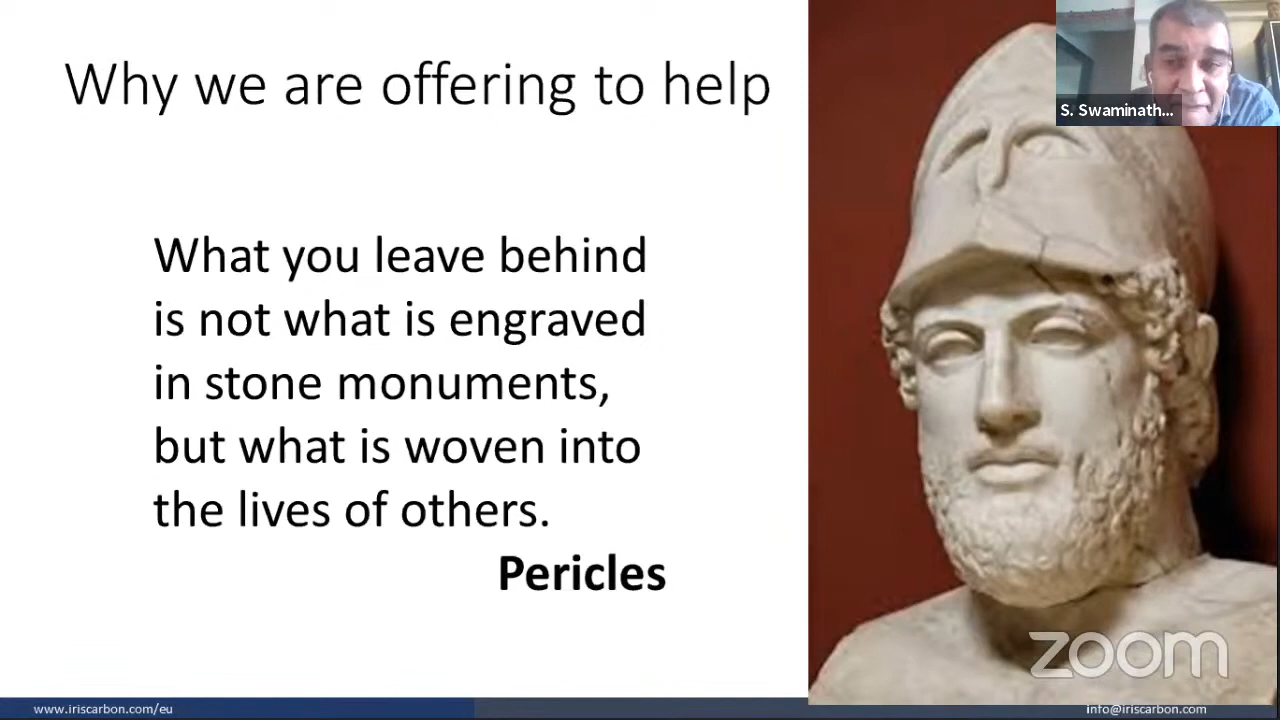 Why we are offering to help
S. Swaminath...
What you leave behind
is not what is engraved
in stone monuments,
but what is woven into
the lives of others.
Pericles
zoom
www.iriscarbon.com/eu
info@iriscarbon.com